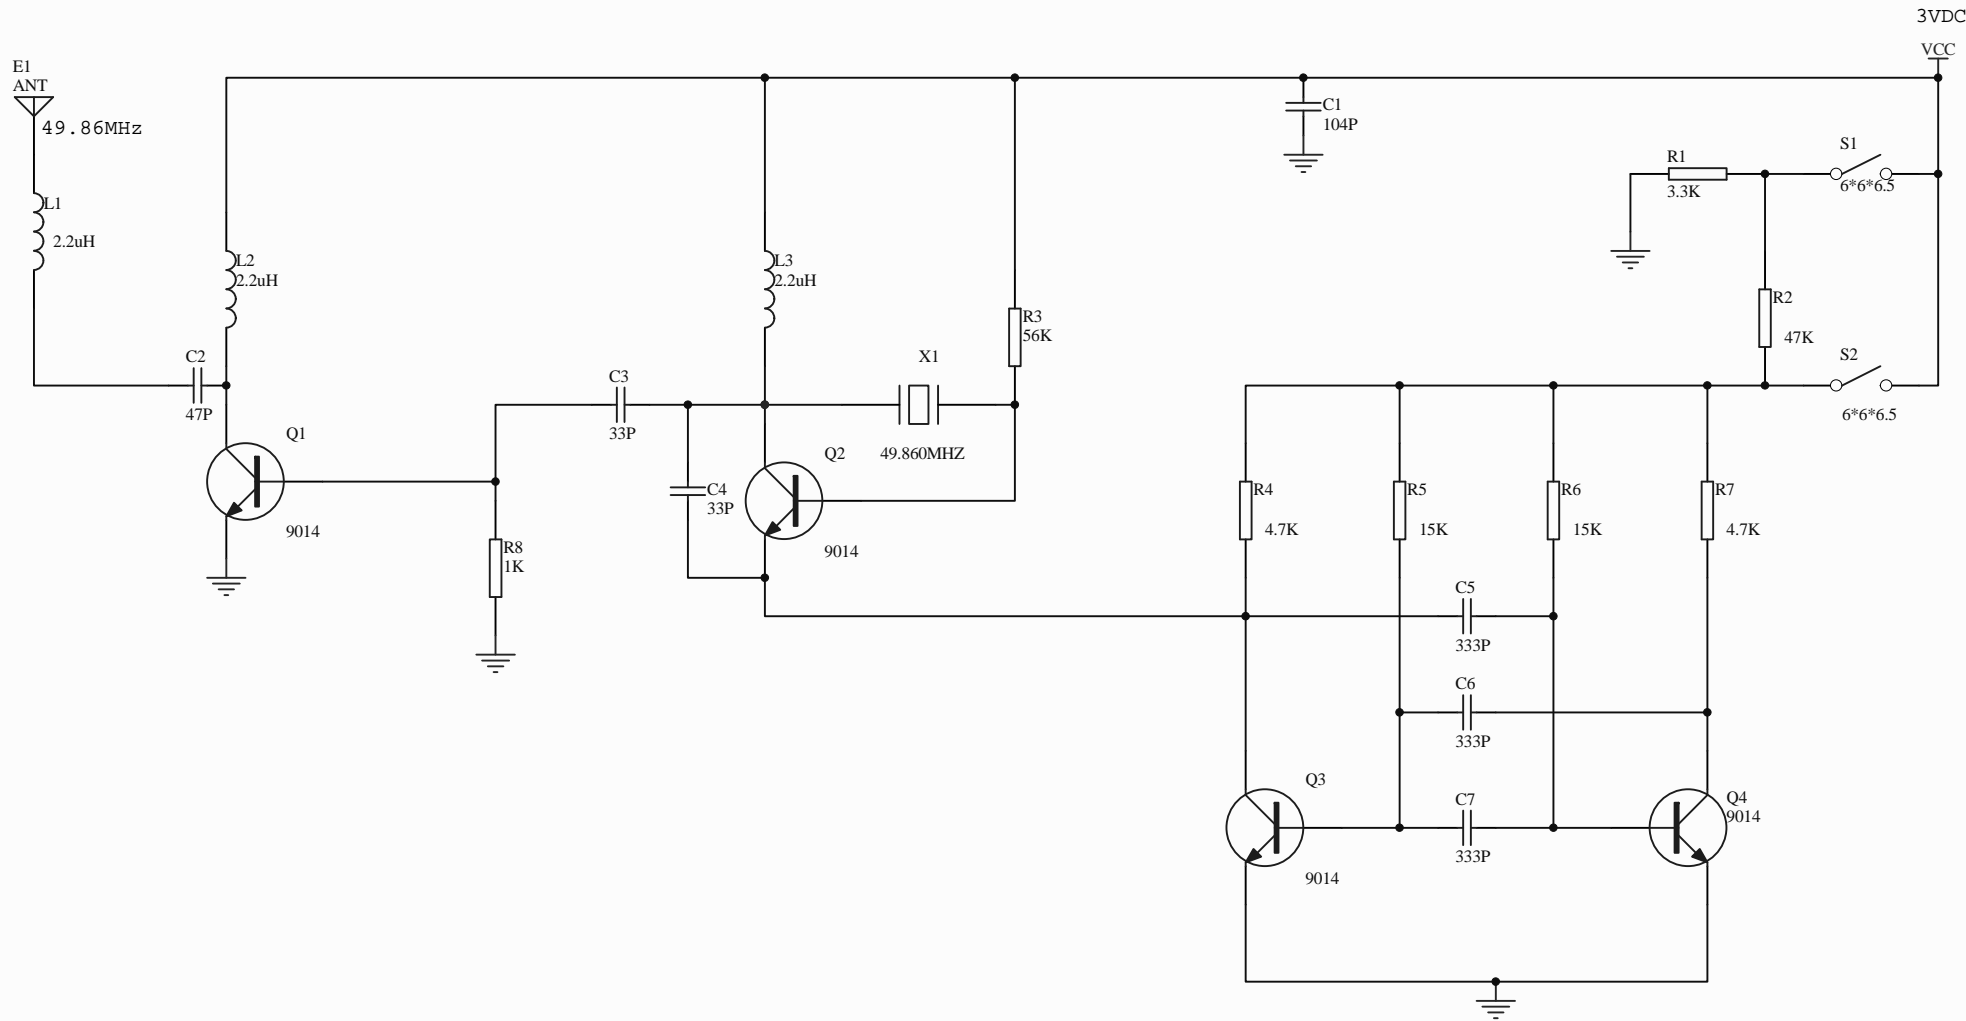 3VDC
VCC
E1
ANT
49.86MHz
C1
104P
S1
6*6*6.5
R1
3.3K
L1
2.2uH
L2
2.2uH
L3
2.2uH
R2
47K
R3
56K
C2
47P
X1
49.860MHZ
S2
6*6*6.5
C3
33P
Q1
9014
Q2
9014
C4
33P
R4
4.7K
R5
15K
R6
15K
R7
4.7K
R8
1K
C5
333P
C6
333P
Q3
9014
C7
333P
Q4
9014